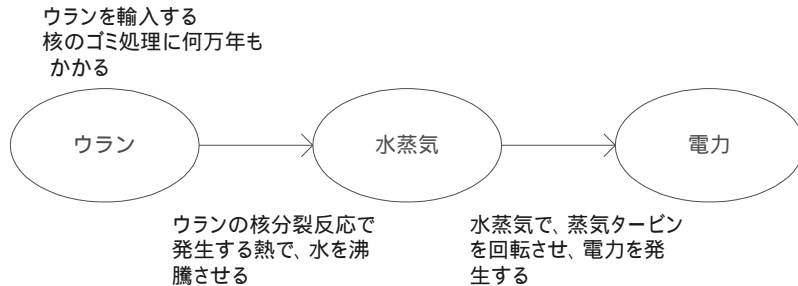 ウランを輸入する
核のゴミ処理に何万年も
かかる
ウラン
水蒸気
電力
ウランの核分裂反応で
発生する熱で、水を沸
騰させる
水蒸気で、蒸気タービン
を回転させ、電力を発
生する